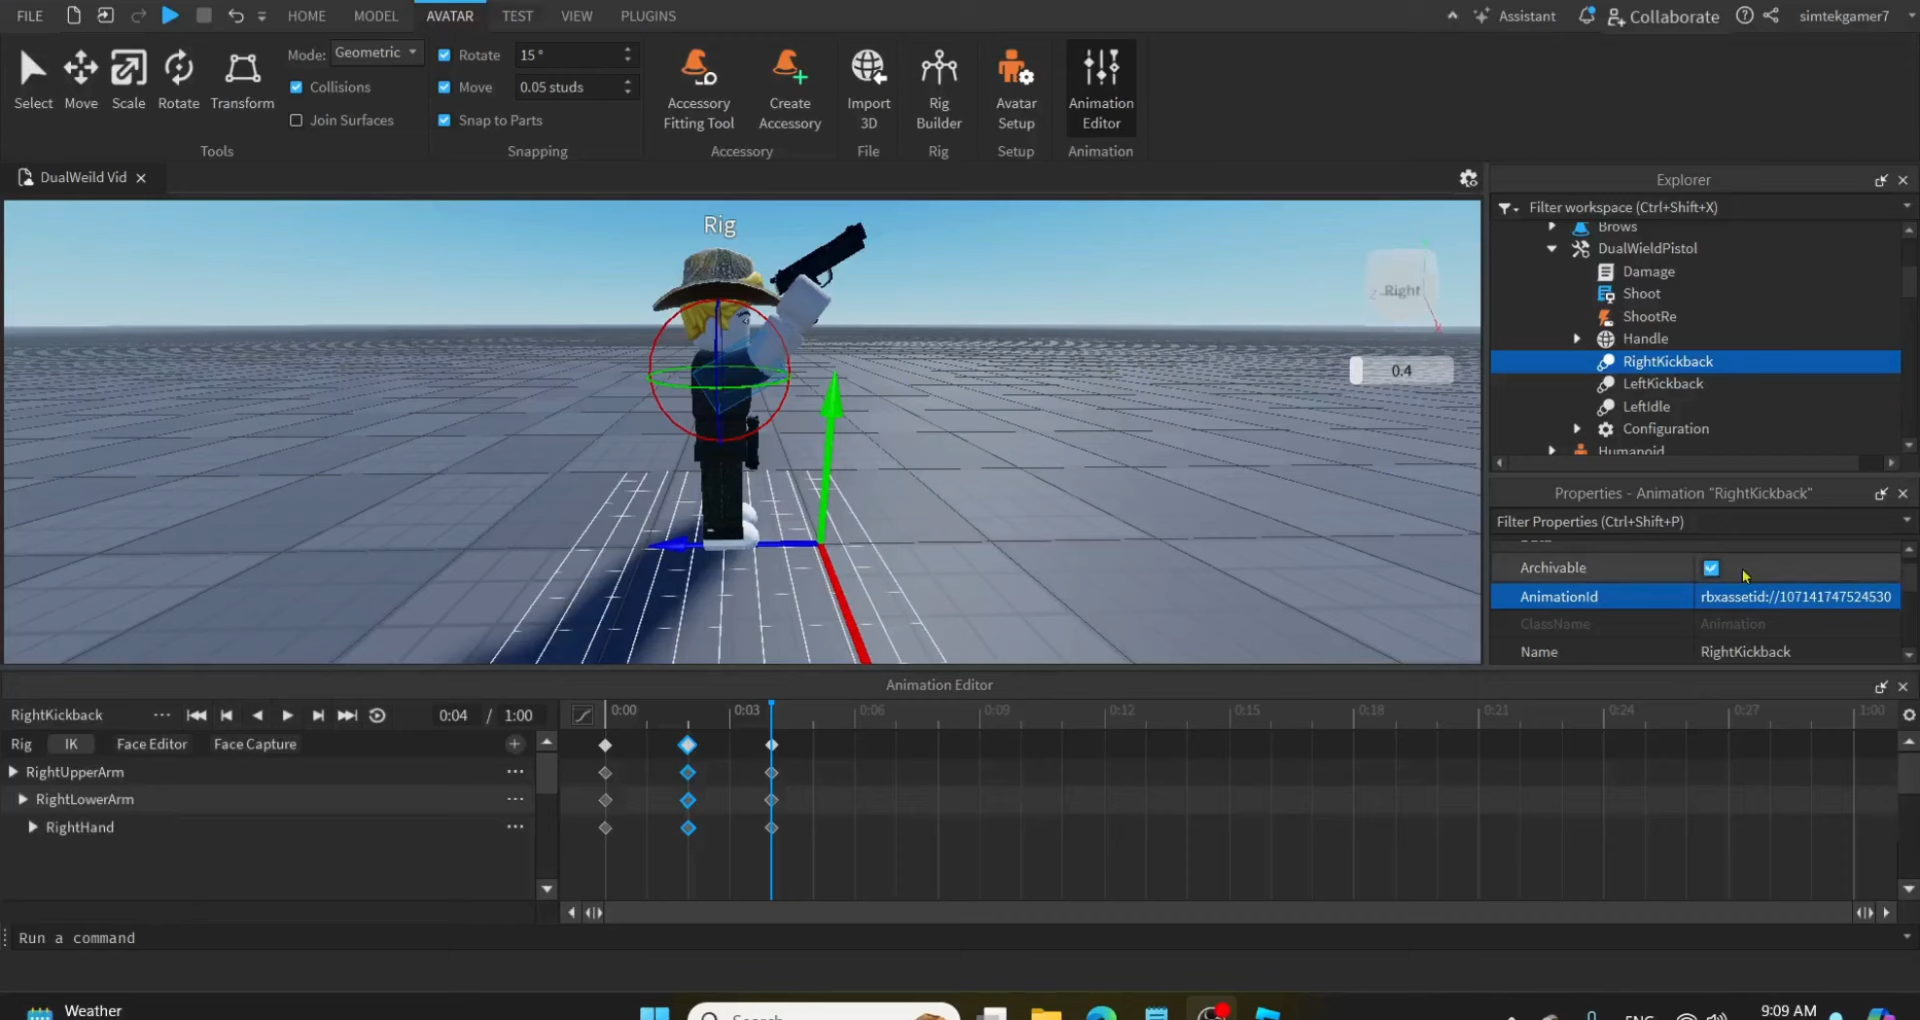 FILE HOME MODEL AVATAR TEST VIEW PLUGINS Assistant Collaborate simtekgamer7
Select Move Scale Rotate Transform
Mode: Geometric
Collisions
Join Surfaces
Tools
Rotate 15 °
Move 0.05 studs
Snap to Parts
Snapping
Accessory Fitting Tool
Create Accessory
Accessory
Import 3D
File
Rig Builder
Rig
Avatar Setup
Setup
Animation Editor
Animation
DualWeild Vid
Rig
Right
Z
X
0.4
Explorer
Filter workspace (Ctrl+Shift+X)
Brows
DualWieldPistol
Damage
Shoot
ShootRe
Handle
RightKickback
LeftKickback
LeftIdle
Configuration
Humanoid
Properties - Animation "RightKickback"
Filter Properties (Ctrl+Shift+P)
Data
Archivable
AnimationId rbxassetid://107141747524530
ClassName Animation
Name RightKickback
Animation Editor
RightKickback 0:04 / 1:00 0:00 0:03 0:06 0:09 0:12 0:15 0:18 0:21 0:24 0:27 1:00
Rig IK Face Editor Face Capture
RightUpperArm
RightLowerArm
RightHand
Run a command
Weather
Search
ENG
9:09 AM